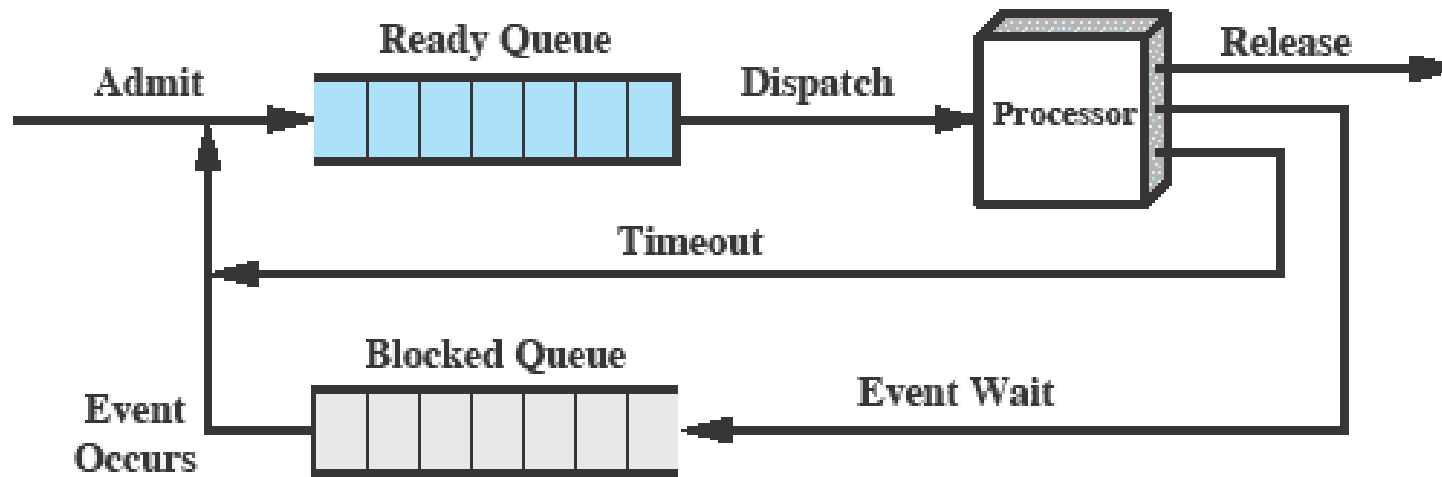 Ready Queue
Release
Admit
Dispatch
Processor
Timeout
Blocked Queue
Event Wait
Event
Occurs